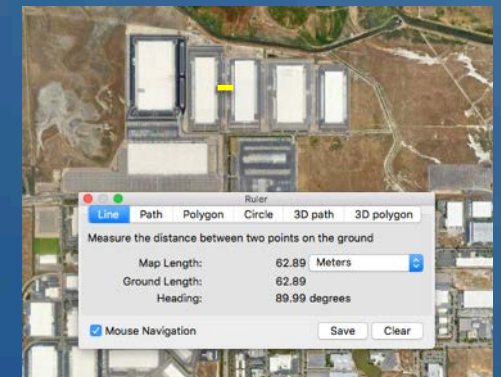 Ruler
Line Path Polygon Circle 3D path 3D polygon
Measure the distance between two points on the ground
Map Length: 62.89 Meters
Ground Length: 62.89
Heading: 89.99 degrees
Mouse Navigation Save Clear